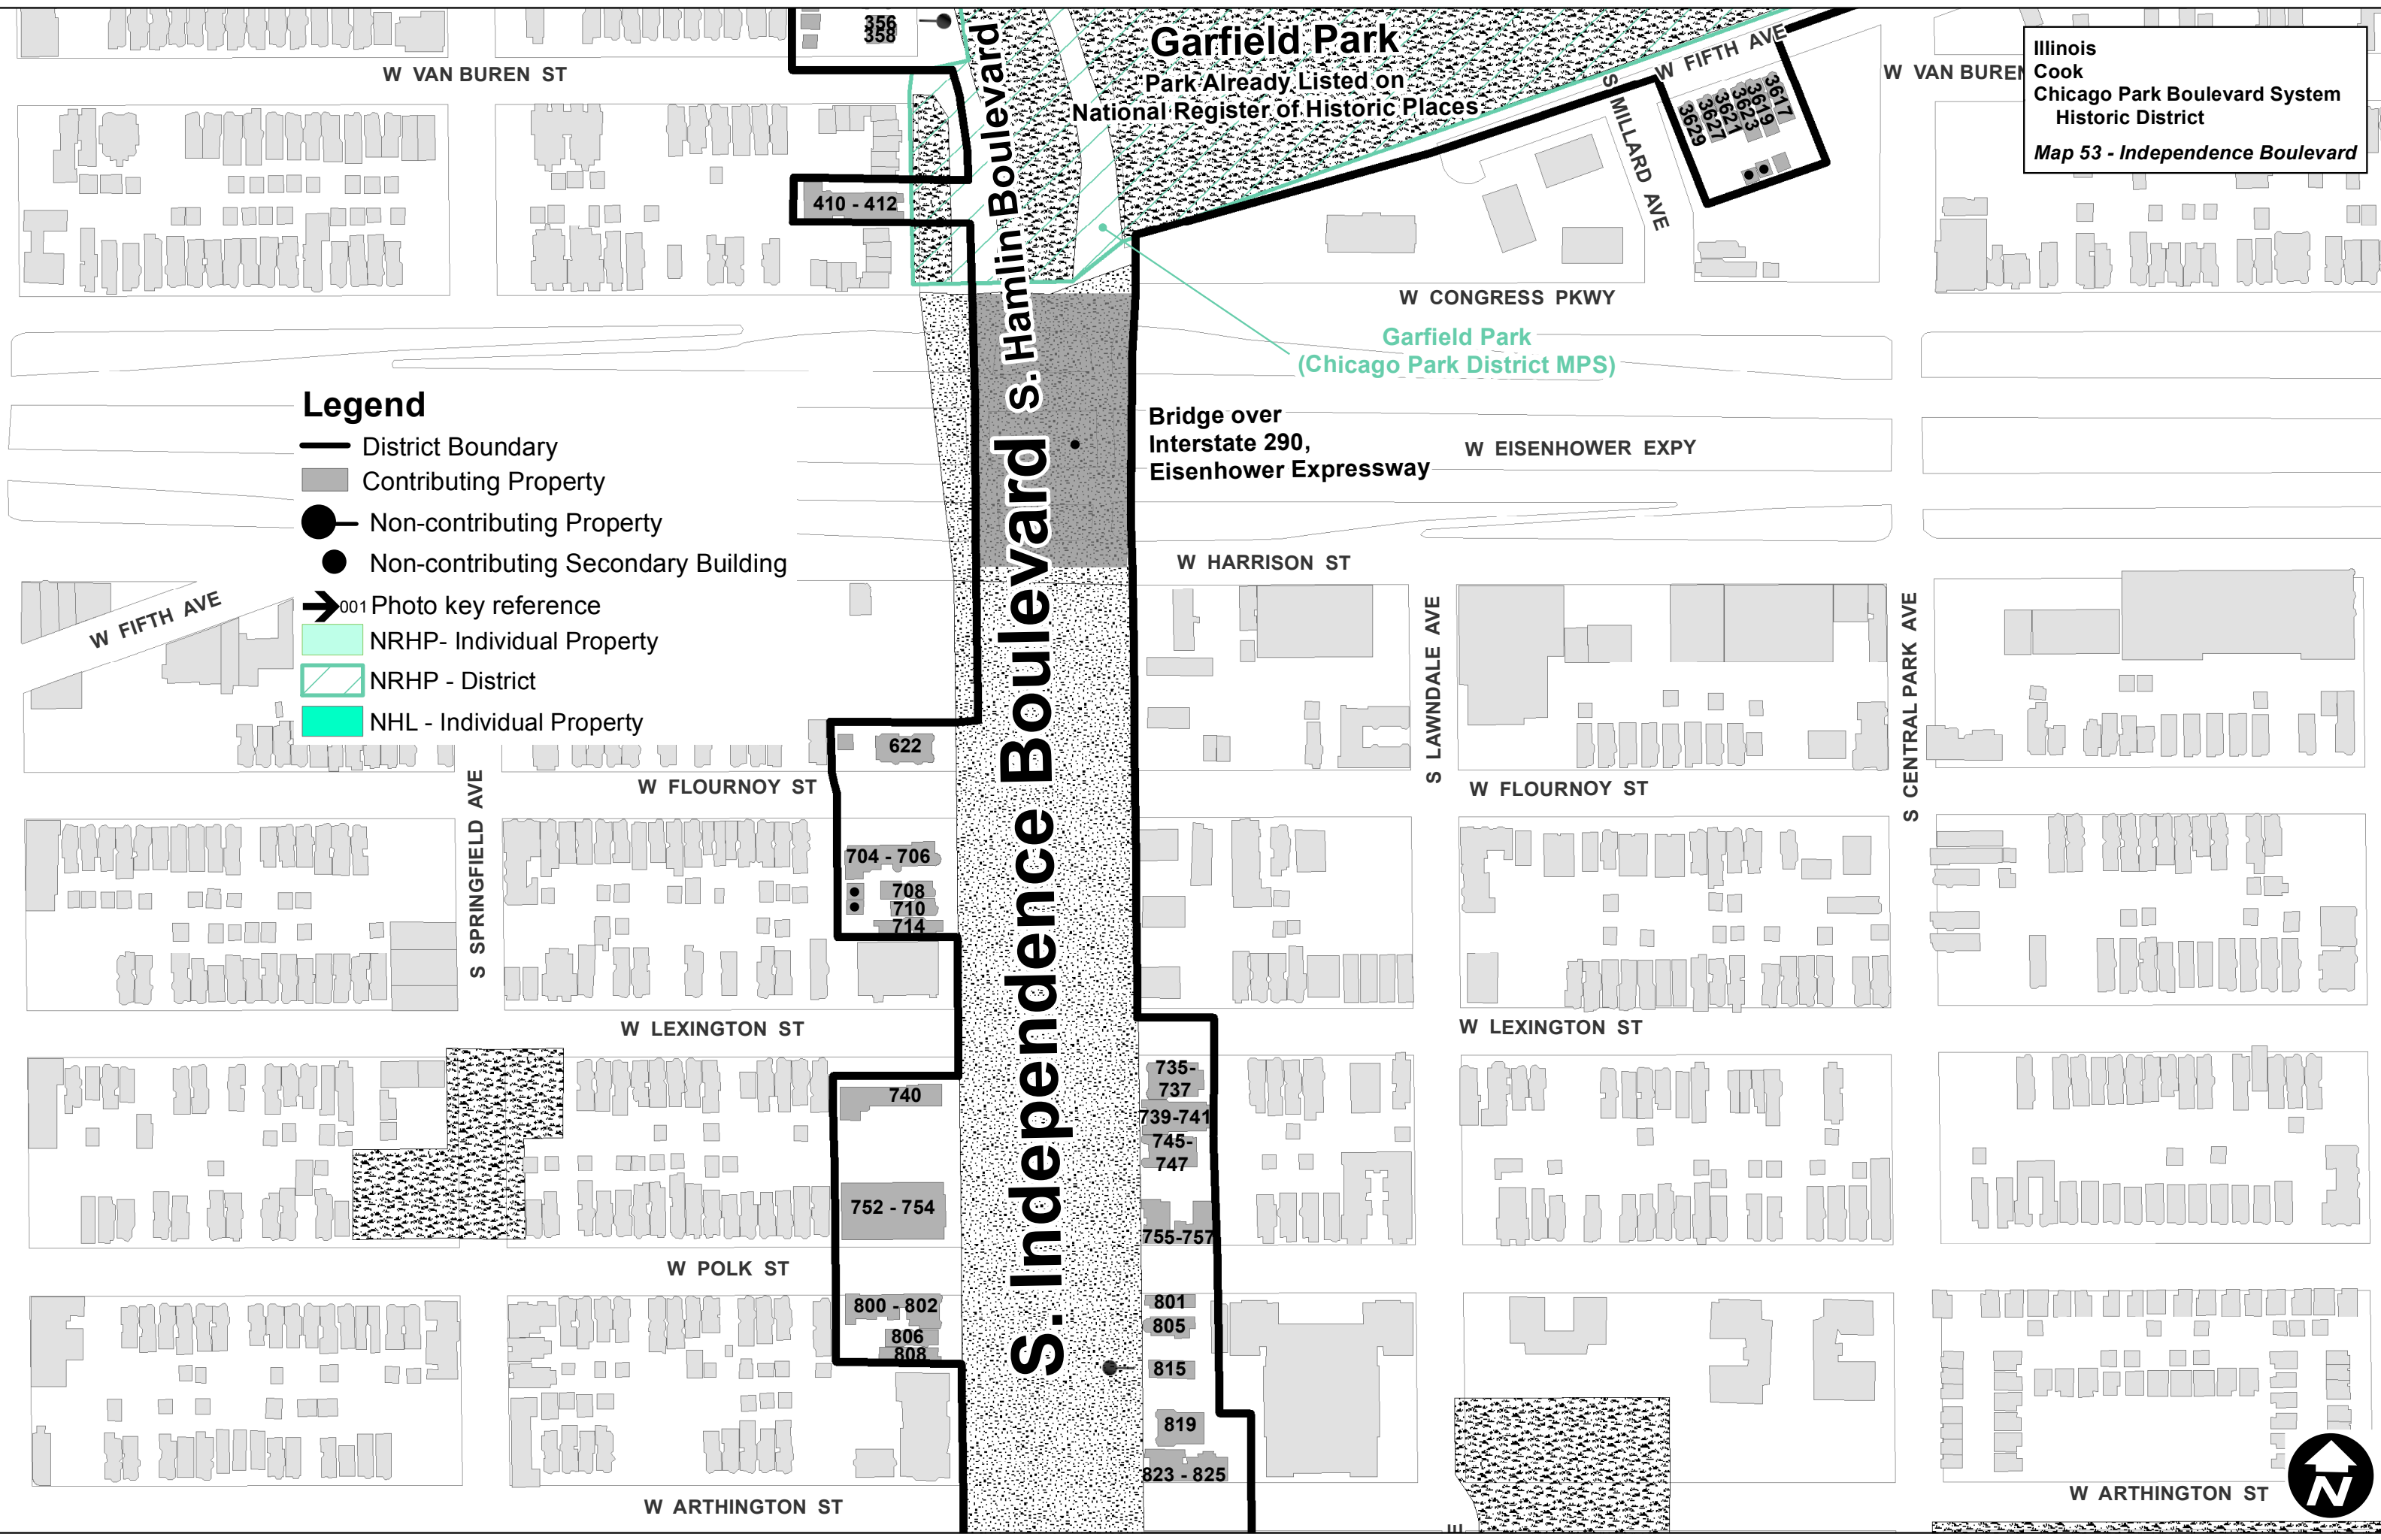 356
358
W VAN BUREN ST
S. Hamlin Boulevard
Garfield Park
Park Already Listed on
National Register of Historic Places
W FIFTH AVE
S MILLARD AVE
3617
3619
3623
3621
3627
3629
W VAN BUREN
Illinois
Cook
Chicago Park Boulevard System
Historic District
Map 53 - Independence Boulevard
410 - 412
W CONGRESS PKWY
Garfield Park
(Chicago Park District MPS)
Bridge over
Interstate 290,
Eisenhower Expressway
W EISENHOWER EXPY
Legend
District Boundary
Contributing Property
Non-contributing Property
Non-contributing Secondary Building
001 Photo key reference
NRHP- Individual Property
NRHP - District
NHL - Individual Property
W FIFTH AVE
S. Independence Boulevard
W HARRISON ST
S LAWNDALE AVE
S CENTRAL PARK AVE
622
W FLOURNOY ST
W FLOURNOY ST
S SPRINGFIELD AVE
704 - 706
708
710
714
W LEXINGTON ST
W LEXINGTON ST
740
735-
737
739-741
745-
747
752 - 754
755-757
W POLK ST
800 - 802
806
808
801
805
815
819
823 - 825
W ARTHINGTON ST
W ARTHINGTON ST
N